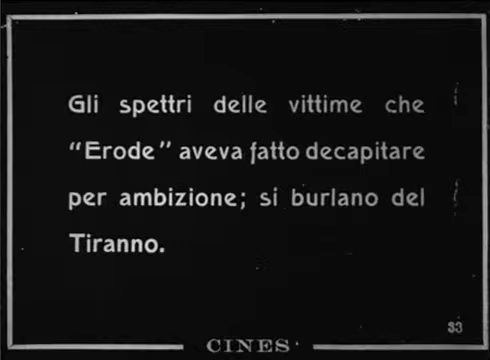 Gli spettri delle vittime che
"Erode" aveva fatto decapitare
per ambizione; si burlano del
Tiranno.
33
CINES